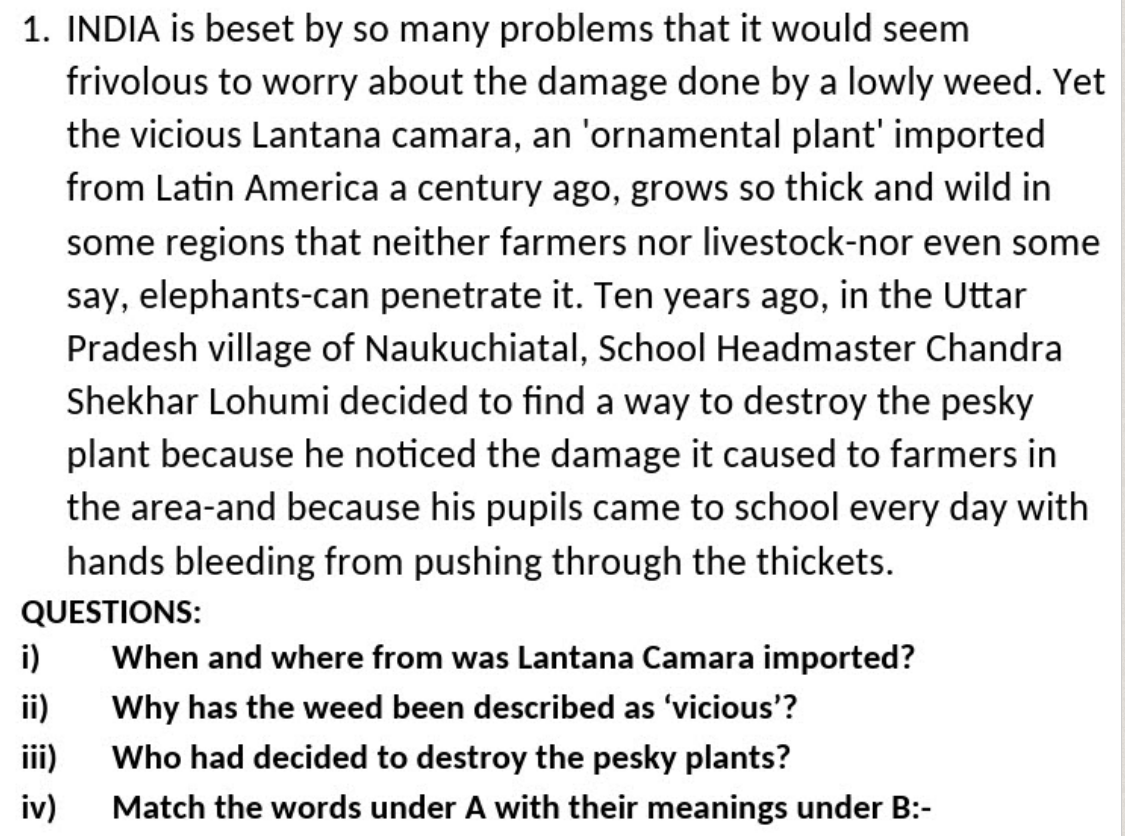 1. INDIA is beset by so many problems that it would seem
frivolous to worry about the damage done by a lowly weed. Yet
the vicious Lantana camara, an 'ornamental plant' imported
from Latin America a century ago, grows so thick and wild in
some regions that neither farmers nor livestock-nor even some
say, elephants-can penetrate it. Ten years ago, in the Uttar
Pradesh village of Naukuchiatal, School Headmaster Chandra
Shekhar Lohumi decided to find a way to destroy the pesky
plant because he noticed the damage it caused to farmers in
the area-and because his pupils came to school every day with
hands bleeding from pushing through the thickets.
QUESTIONS:
i) When and where from was Lantana Camara imported?
ii) Why has the weed been described as ‘vicious’?
iii) Who had decided to destroy the pesky plants?
iv) Match the words under A with their meanings under B:-